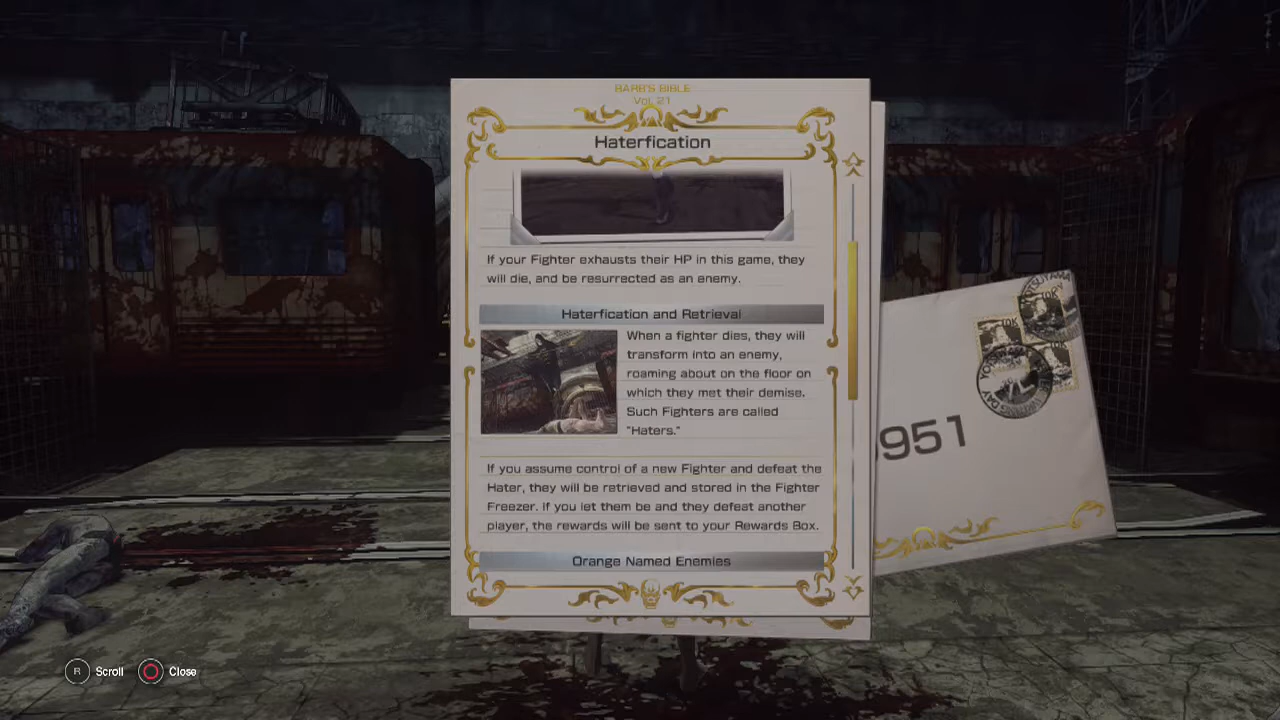 BARB'S BIBLE
Vol. 21
Haterfication
If your Fighter exhausts their HP in this game, they
will die, and be resurrected as an enemy.
Haterfication and Retrieval
When a fighter dies, they will
transform into an enemy,
roaming about on the floor on
which they met their demise.
Such Fighters are called
"Haters."
If you assume control of a new Fighter and defeat the
Hater, they will be retrieved and stored in the Fighter
Freezer. If you let them be and they defeat another
player, the rewards will be sent to your Rewards Box.
Orange Named Enemies
951
R Scroll Close